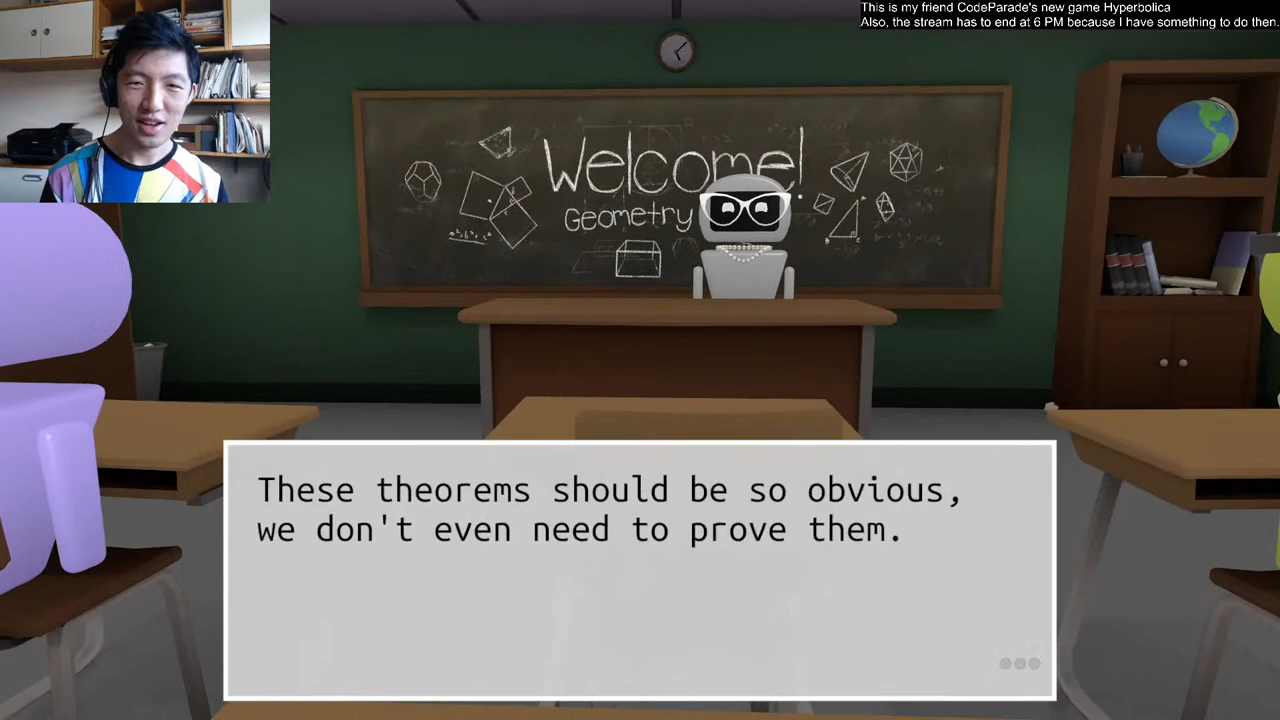 This is my friend CodeParade's new game Hyperbolica
Also, the stream has to end at 6 PM because I have something to do then.
Welcome!
Geometry
These theorems should be so obvious,
we don't even need to prove them.